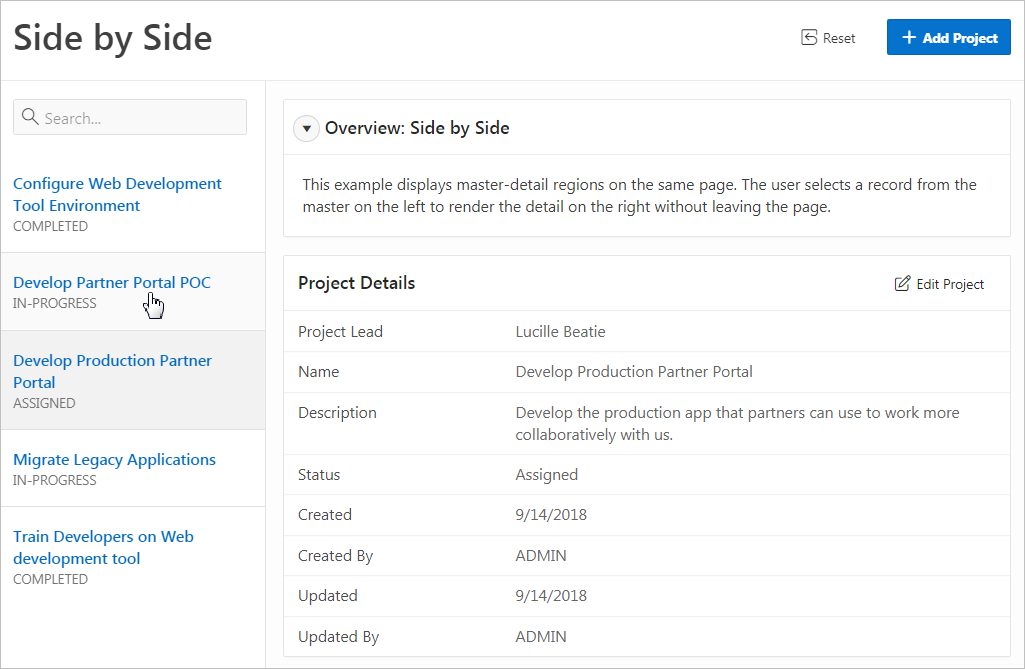 Side by Side
Reset
Add Project
Search...
Configure Web Development
Tool Environment
COMPLETED
Develop Partner Portal POC
IN-PROGRESS
Develop Production Partner
Portal
ASSIGNED
Migrate Legacy Applications
IN-PROGRESS
Train Developers on Web
development tool
COMPLETED
Overview: Side by Side
This example displays master-detail regions on the same page. The user selects a record from the
master on the left to render the detail on the right without leaving the page.
Project Details
Edit Project
Project Lead Lucille Beatie
Name Develop Production Partner Portal
Description Develop the production app that partners can use to work more
collaboratively with us.
Status Assigned
Created 9/14/2018
Created By ADMIN
Updated 9/14/2018
Updated By ADMIN